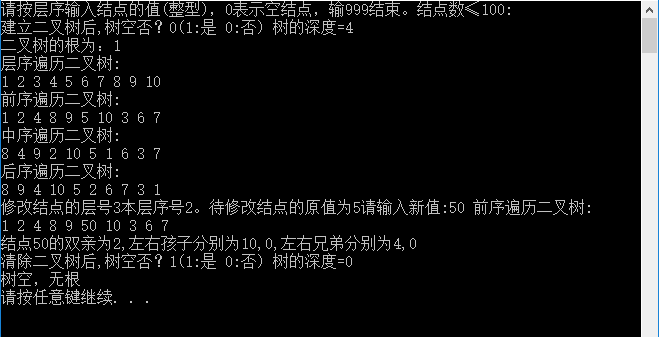 请按层序输入结点的值(整型)，0表示空结点，输999结束。结点数≤100:
建立二叉树后,树空否？0(1:是 0:否) 树的深度=4
二叉树的根为：1
层序遍历二叉树:
1 2 3 4 5 6 7 8 9 10
前序遍历二叉树:
1 2 4 8 9 5 10 3 6 7
中序遍历二叉树:
8 4 9 2 10 5 1 6 3 7
后序遍历二叉树:
8 9 4 10 5 2 6 7 3 1
修改结点的层号3本层序号2。待修改结点的原值为5请输入新值:50 前序遍历二叉树:
1 2 4 8 9 50 10 3 6 7
结点50的双亲为2,左右孩子分别为10,0,左右兄弟分别为4,0
清除二叉树后,树空否？1(1:是 0:否) 树的深度=0
树空，无根
请按任意键继续. . .